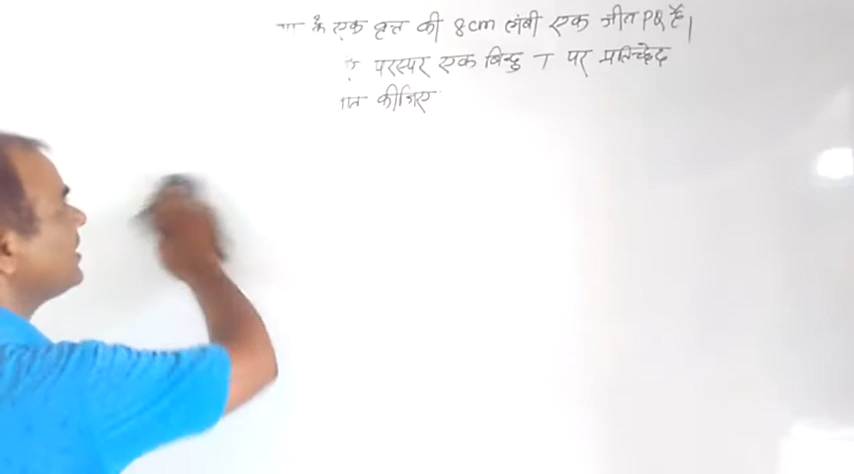 के एक वृत्त की 8cm लंबी एक जीवा PQ है।
परस्पर एक बिन्दु T पर प्रतिच्छेद
कीजिए